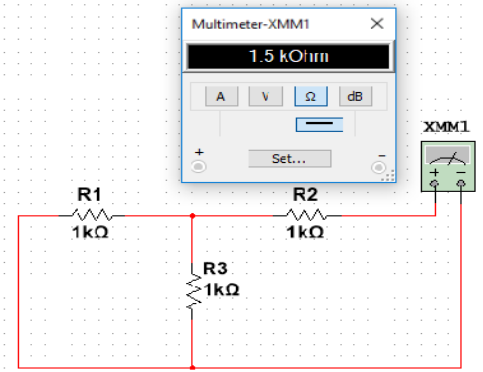 Multimeter-XMM1
1.5 kOhm
A V Ω dB
+ -
Set...
XMM1
+ -
R1
1kΩ
R2
1kΩ
R3
1kΩ